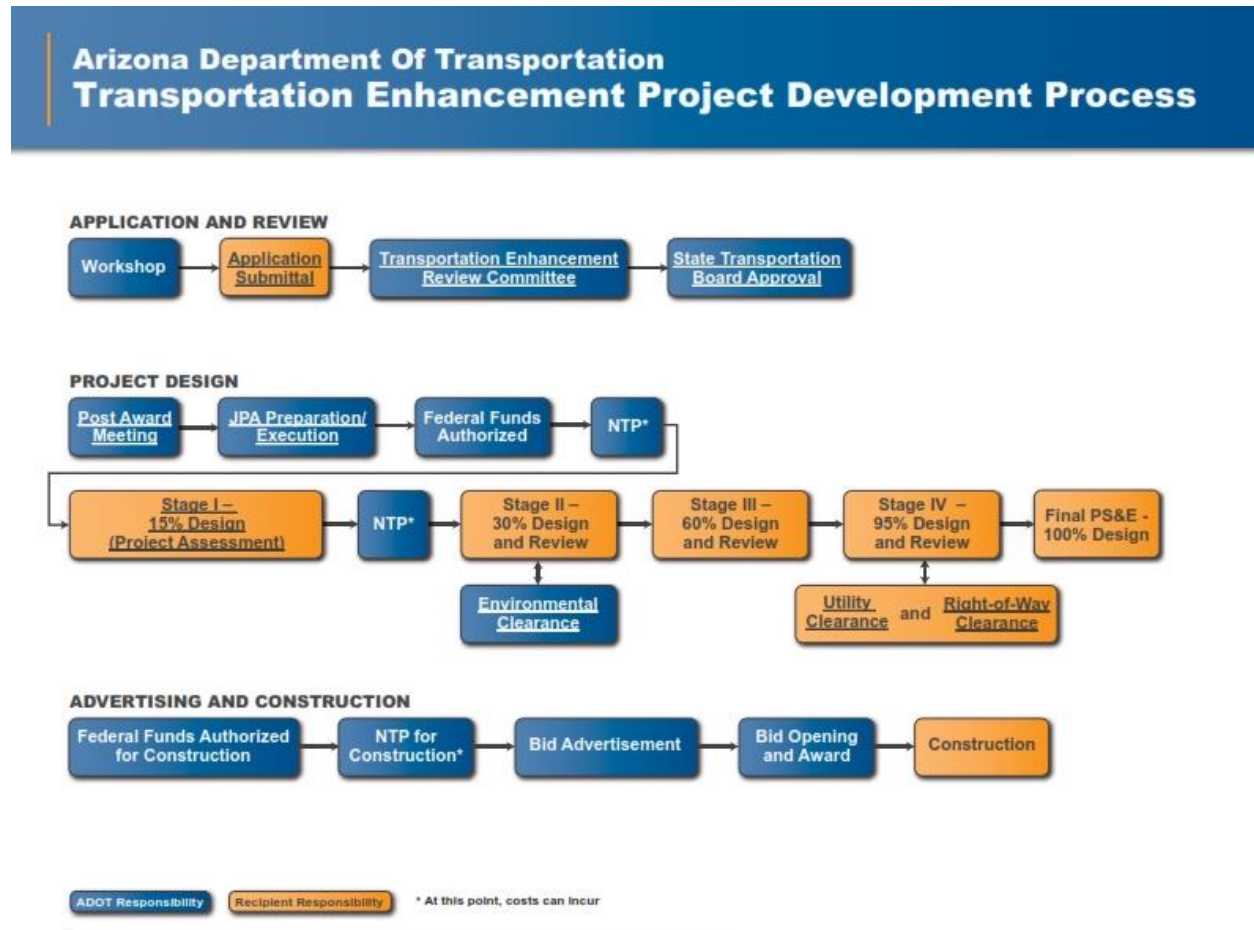 Arizona Department Of Transportation
Transportation Enhancement Project Development Process
APPLICATION AND REVIEW
Workshop
Application
Submittal
Transportation Enhancement
Review Committee
State Transportation
Board Approval
PROJECT DESIGN
Post Award
Meeting
JPA Preparation/
Execution
Federal Funds
Authorized
NTP*
Stage I –
15% Design
(Project Assessment)
NTP*
Stage II –
30% Design
and Review
Stage III –
60% Design
and Review
Stage IV –
95% Design
and Review
Final PS&E -
100% Design
Environmental
Clearance
Utility
Clearance
and
Right-of-Way
Clearance
ADVERTISING AND CONSTRUCTION
Federal Funds Authorized
for Construction
NTP for
Construction*
Bid Advertisement
Bid Opening
and Award
Construction
ADOT Responsibility
Recipient Responsibility
* At this point, costs can incur